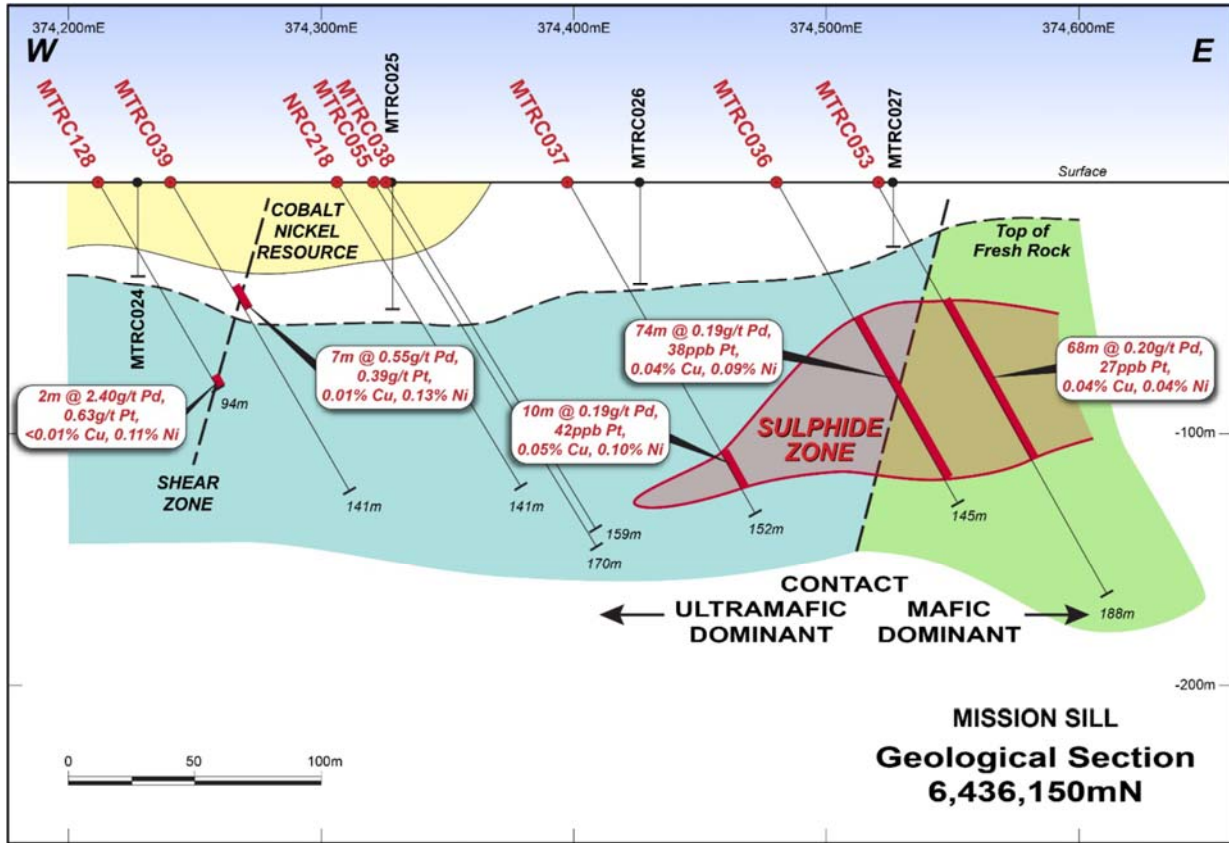 374,200mE
374,300mE
374,400mE
374,500mE
374,600mE
W
E
MTRC128
MTRC039
NRC218
MTRC055
MTRC038
MTRC025
MTRC037
MTRC026
MTRC036
MTRC053
MTRC027
Surface
COBALT
NICKEL
RESOURCE
Top of
Fresh Rock
MTRC024
7m @ 0.55g/t Pd,
0.39g/t Pt,
0.01% Cu, 0.13% Ni
74m @ 0.19g/t Pd,
38ppb Pt,
0.04% Cu, 0.09% Ni
68m @ 0.20g/t Pd,
27ppb Pt,
0.04% Cu, 0.04% Ni
2m @ 2.40g/t Pd,
0.63g/t Pt,
<0.01% Cu, 0.11% Ni
94m
10m @ 0.19g/t Pd,
42ppb Pt,
0.05% Cu, 0.10% Ni
SULPHIDE
ZONE
-100m
SHEAR
ZONE
141m
141m
159m
170m
152m
145m
188m
CONTACT
ULTRAMAFIC
DOMINANT
MAFIC
DOMINANT
-200m
MISSION SILL
Geological Section
6,436,150mN
0
50
100m